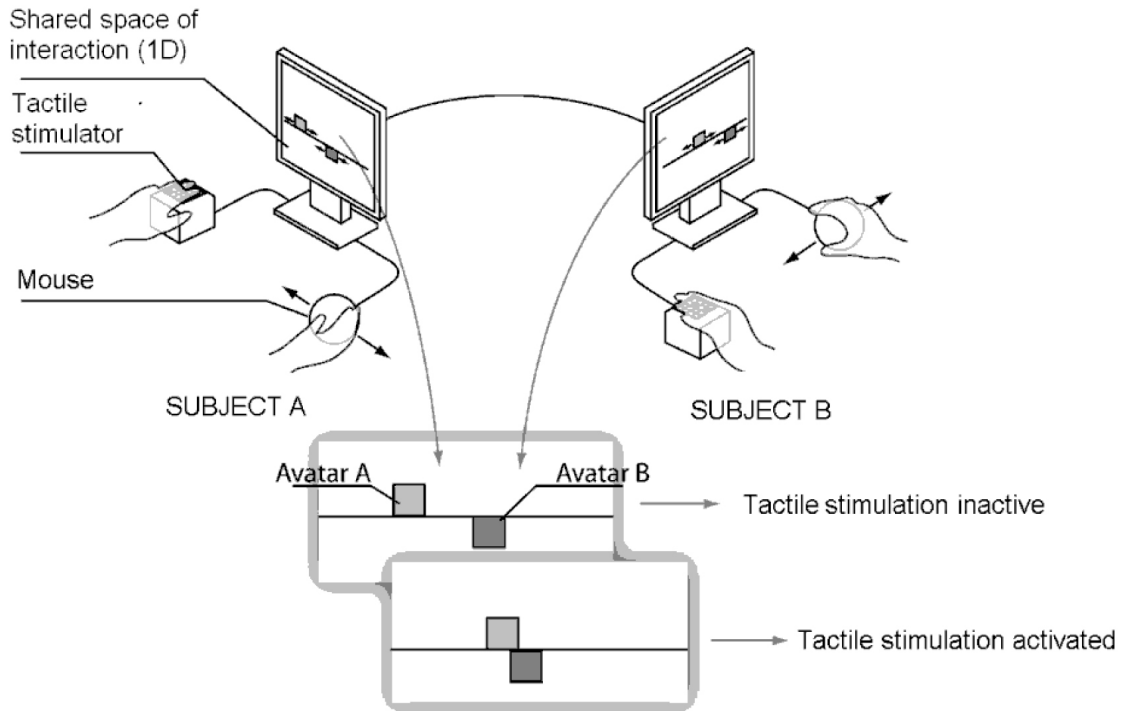 Shared space of
interaction (1D)
Tactile
stimulator
Mouse
SUBJECT A
SUBJECT B
Avatar A
Avatar B
Tactile stimulation inactive
Tactile stimulation activated